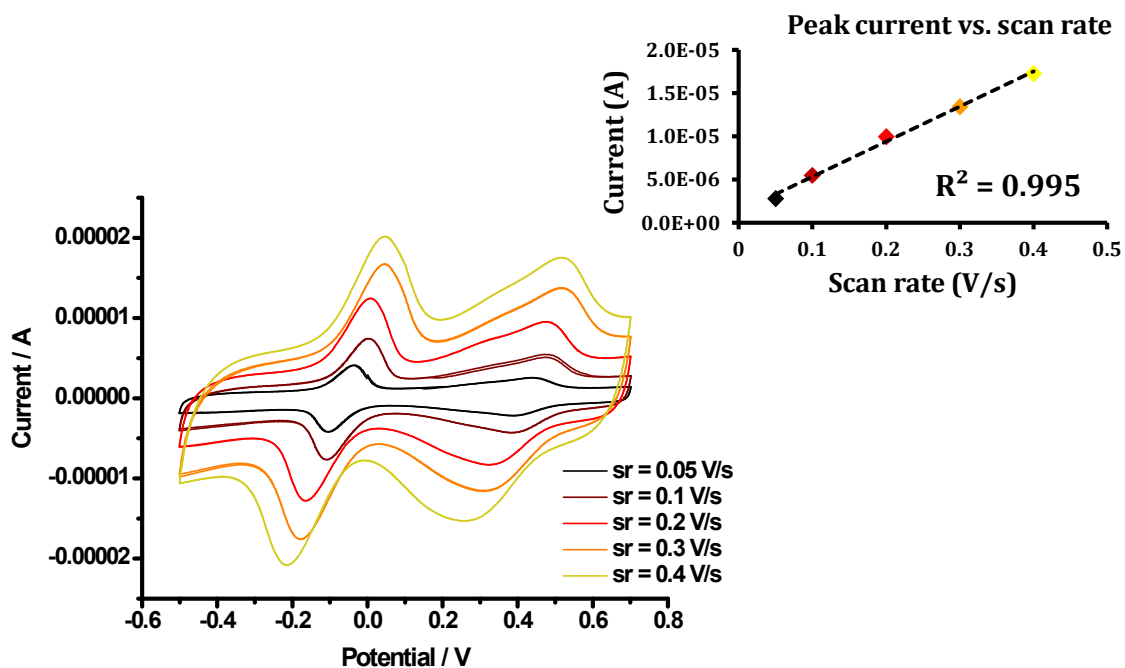 Peak current vs. scan rate
Current (A)
2.0E-05
1.5E-05
1.0E-05
5.0E-06
0.0E+00
R² = 0.995
0 0.1 0.2 0.3 0.4 0.5
Scan rate (V/s)
Current / A
0.00002
0.00001
0.00000
-0.00001
-0.00002
sr = 0.05 V/s
sr = 0.1 V/s
sr = 0.2 V/s
sr = 0.3 V/s
sr = 0.4 V/s
-0.6 -0.4 -0.2 0.0 0.2 0.4 0.6 0.8
Potential / V